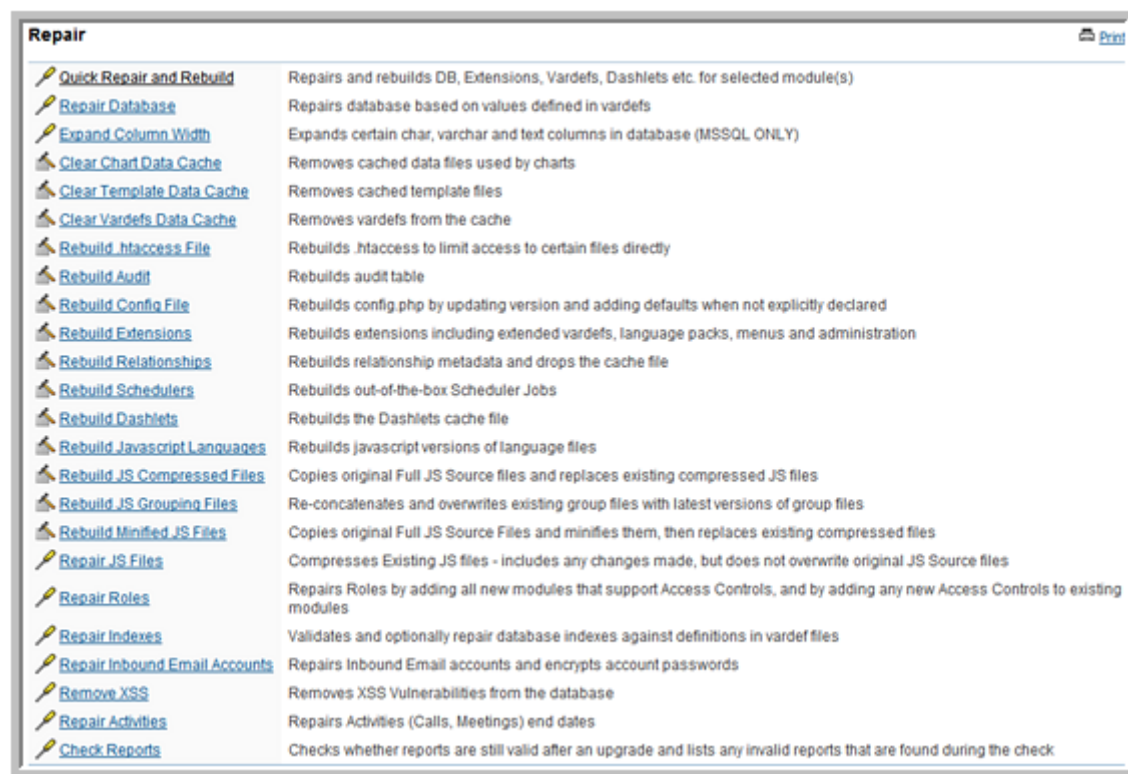 Repair
Print
Quick Repair and Rebuild Repairs and rebuilds DB, Extensions, Vardefs, Dashlets etc. for selected module(s)
Repair Database Repairs database based on values defined in vardefs
Expand Column Width Expands certain char, varchar and text columns in database (MSSQL ONLY)
Clear Chart Data Cache Removes cached data files used by charts
Clear Template Data Cache Removes cached template files
Clear Vardefs Data Cache Removes vardefs from the cache
Rebuild .htaccess File Rebuilds .htaccess to limit access to certain files directly
Rebuild Audit Rebuilds audit table
Rebuild Config File Rebuilds config.php by updating version and adding defaults when not explicitly declared
Rebuild Extensions Rebuilds extensions including extended vardefs, language packs, menus and administration
Rebuild Relationships Rebuilds relationship metadata and drops the cache file
Rebuild Schedulers Rebuilds out-of-the-box Scheduler Jobs
Rebuild Dashlets Rebuilds the Dashlets cache file
Rebuild Javascript Languages Rebuilds javascript versions of language files
Rebuild JS Compressed Files Copies original Full JS Source files and replaces existing compressed JS files
Rebuild JS Grouping Files Re-concatenates and overwrites existing group files with latest versions of group files
Rebuild Minified JS Files Copies original Full JS Source Files and minifies them, then replaces existing compressed files
Repair JS Files Compresses Existing JS files - includes any changes made, but does not overwrite original JS Source files
Repair Roles Repairs Roles by adding all new modules that support Access Controls, and by adding any new Access Controls to existing
modules
Repair Indexes Validates and optionally repair database indexes against definitions in vardef files
Repair Inbound Email Accounts Repairs Inbound Email accounts and encrypts account passwords
Remove XSS Removes XSS Vulnerabilities from the database
Repair Activities Repairs Activities (Calls, Meetings) end dates
Check Reports Checks whether reports are still valid after an upgrade and lists any invalid reports that are found during the check